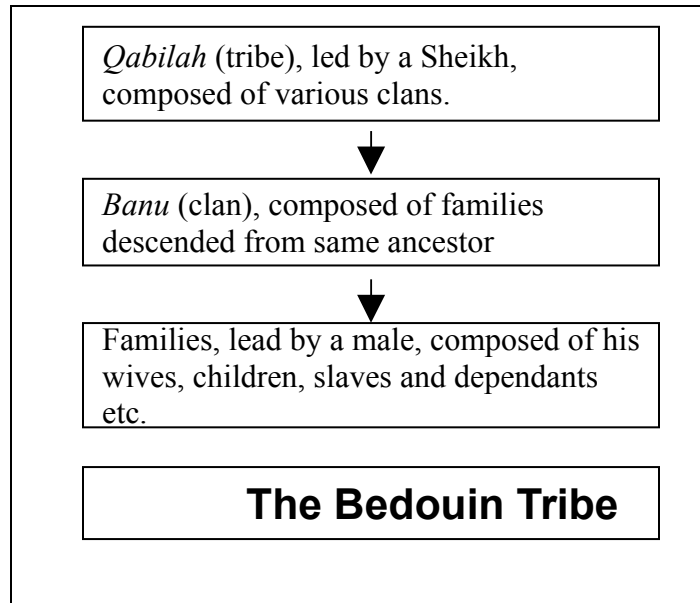 Qabilah (tribe), led by a Sheikh,
composed of various clans.
Banu (clan), composed of families
descended from same ancestor
Families, lead by a male, composed of his
wives, children, slaves and dependants
etc.
The Bedouin Tribe